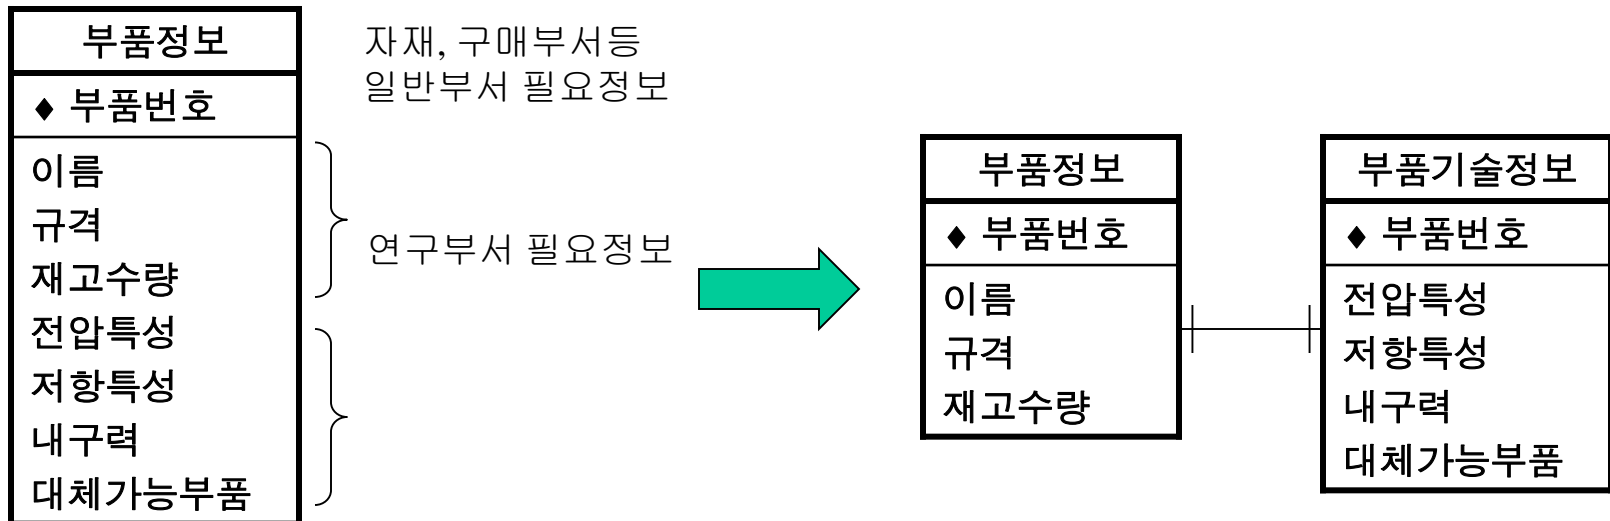 부품정보
♦ 부품번호
이름
규격
재고수량
전압특성
저항특성
내구력
대체가능부품
자재, 구매부서등
일반부서 필요정보
연구부서 필요정보
부품정보
♦ 부품번호
이름
규격
재고수량
부품기술정보
♦ 부품번호
전압특성
저항특성
내구력
대체가능부품